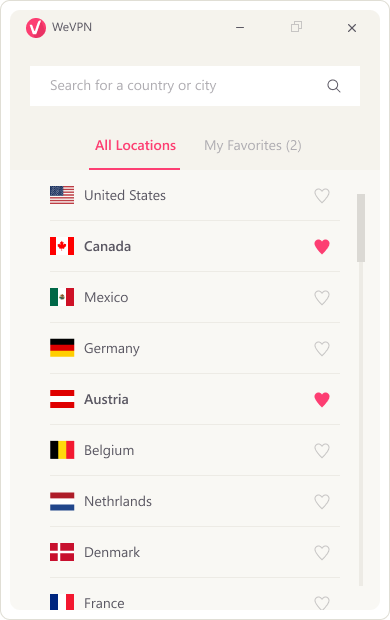 WeVPN
Search for a country or city
All Locations
My Favorites (2)
United States
Canada
Mexico
Germany
Austria
Belgium
Nethrlands
Denmark
France